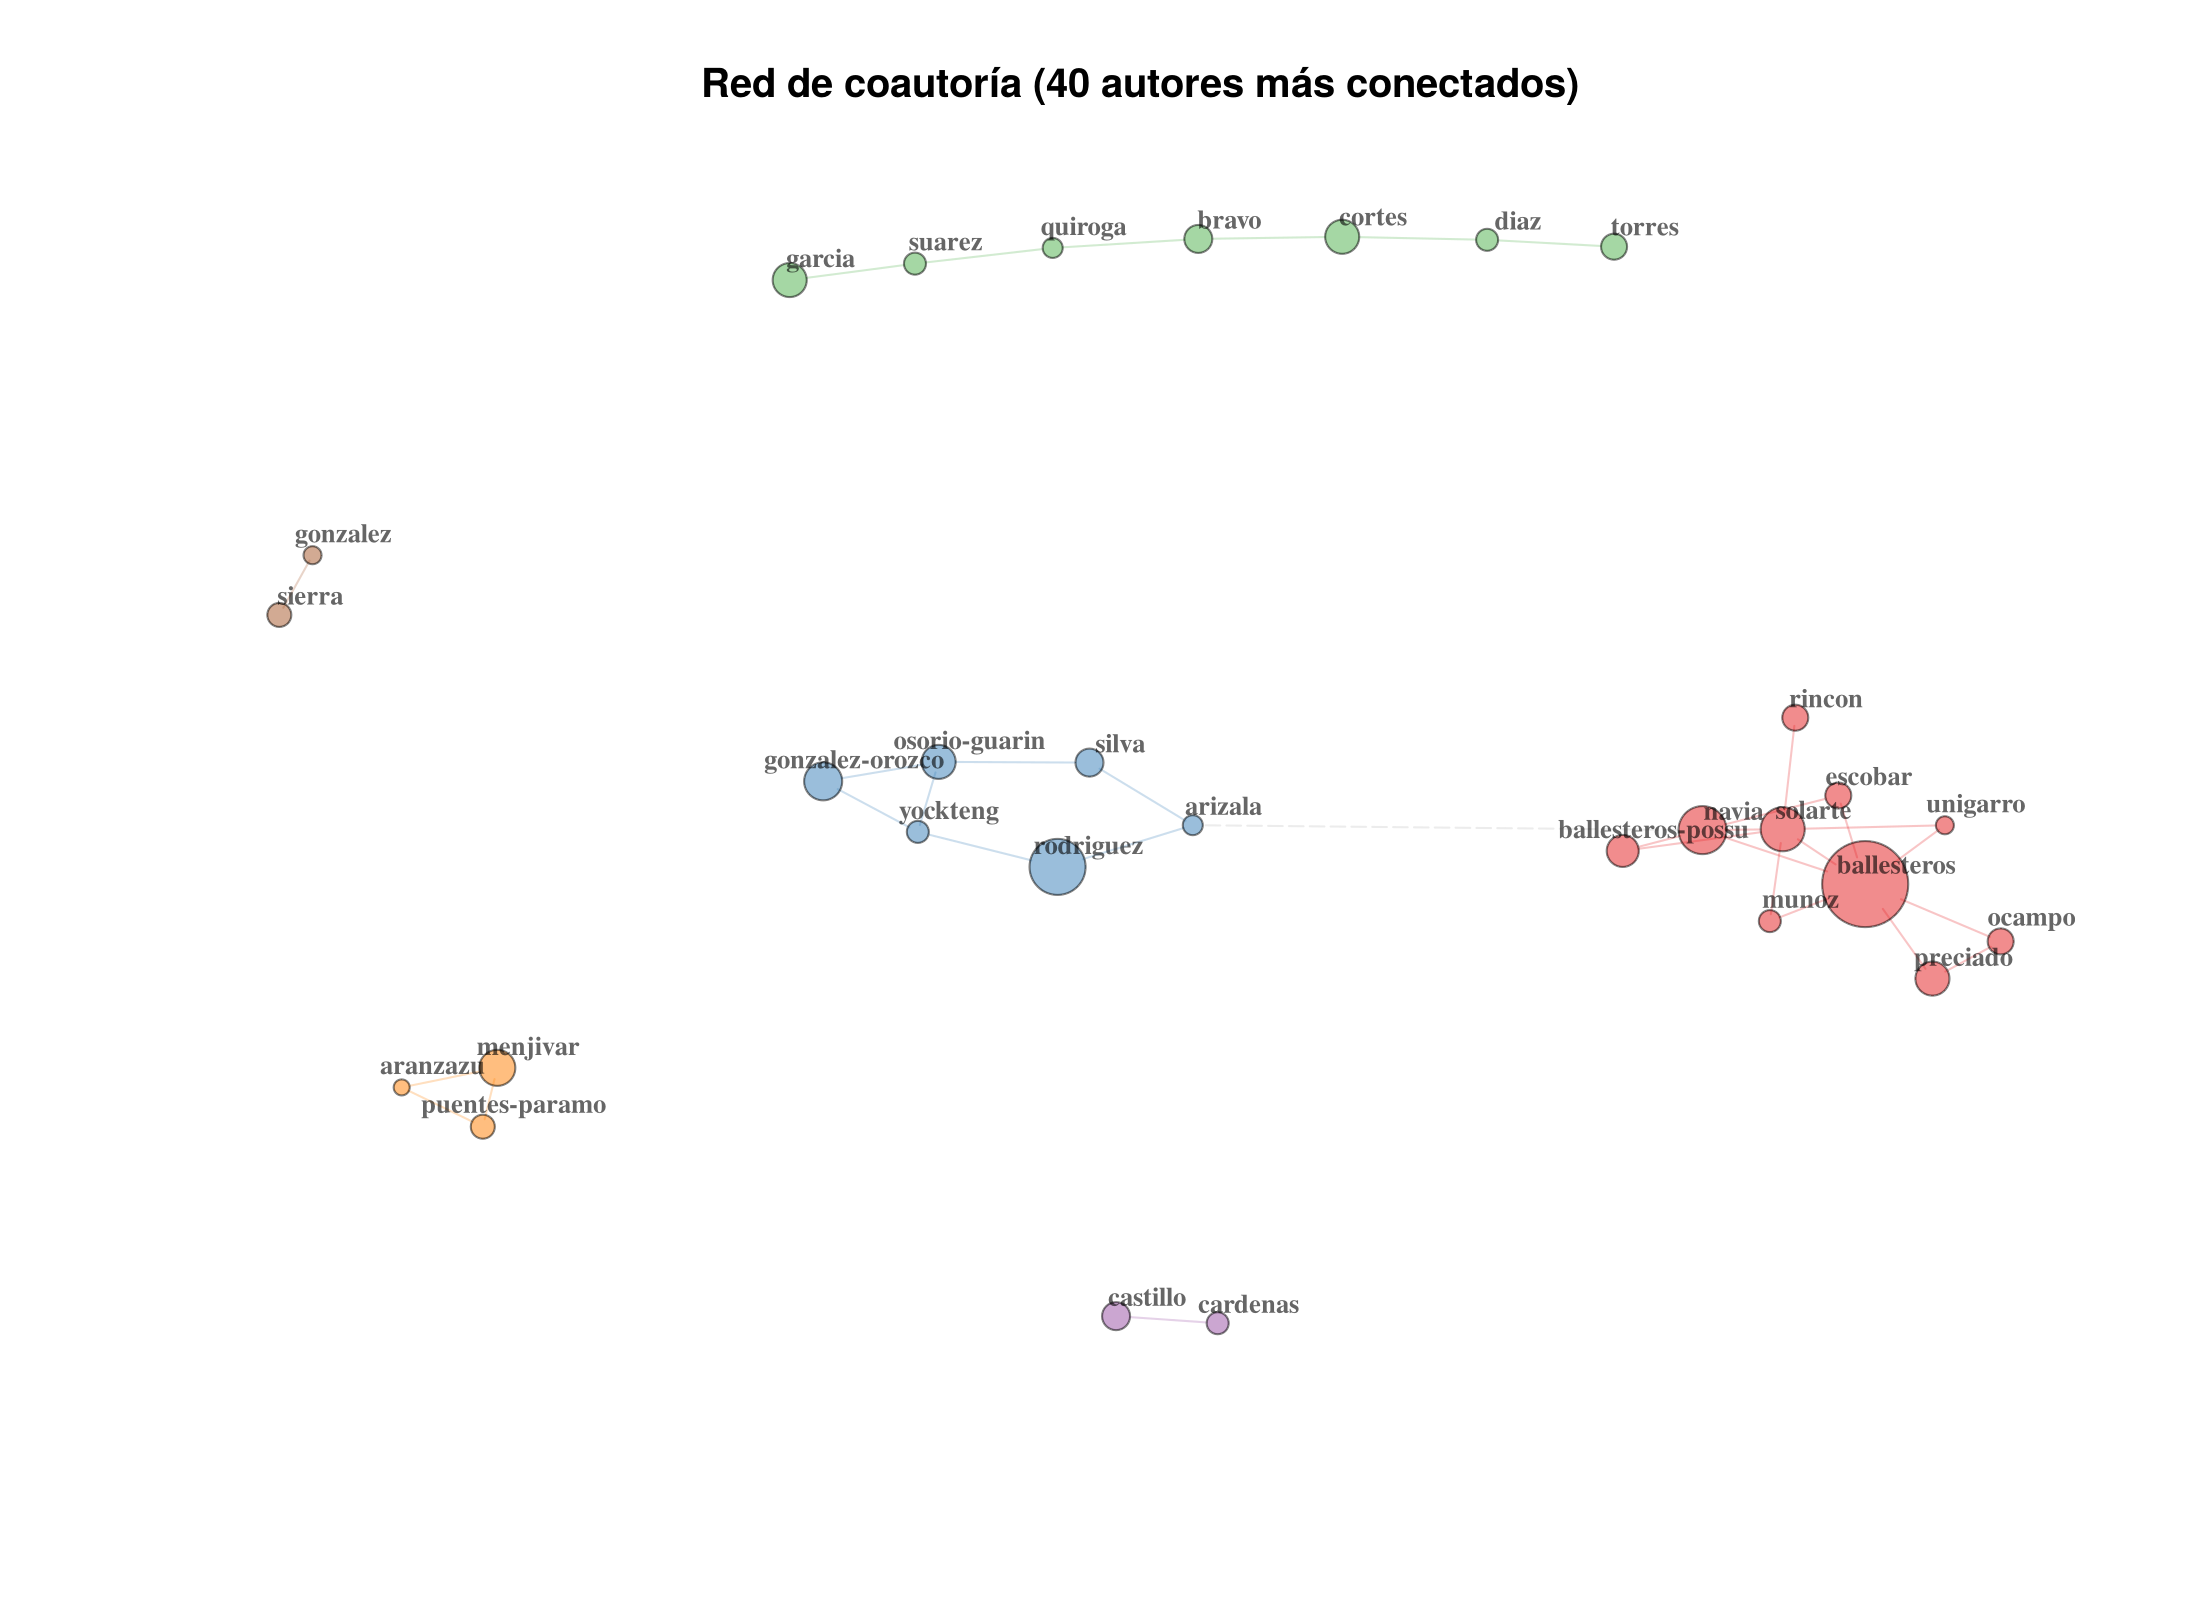 Red de coautoría (40 autores más conectados)
cortes
bravo
diaz
quiroga
torres
suarez
garcia
gonzalez
sierra
rincon
osorio-guarin
silva
gonzalez-orozco
escobar
unigarro
arizala
yockteng
navia
solarte
ballesteros-possu
rodriguez
ballesteros
munoz
ocampo
preciado
menjivar
aranzazu
puentes-paramo
castillo
cardenas